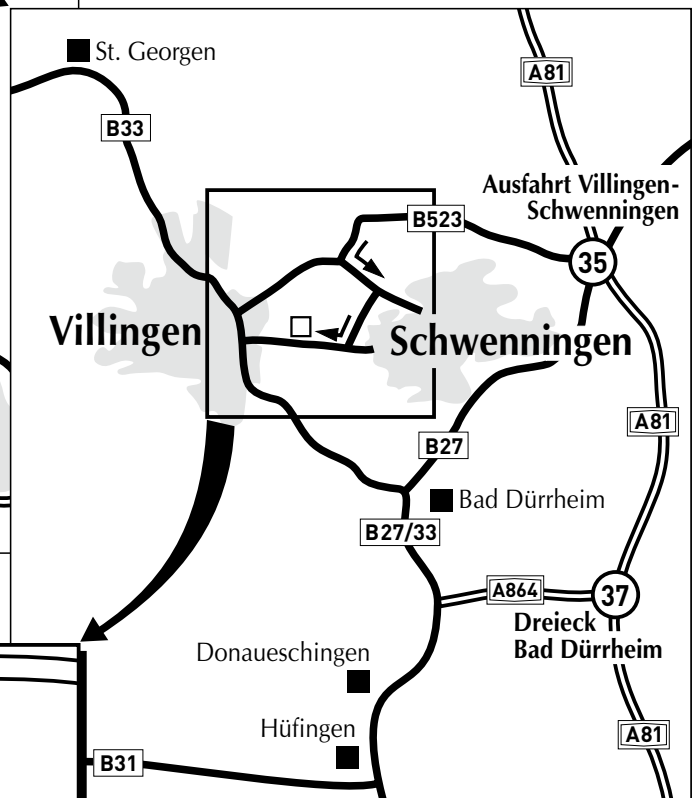 St. Georgen
A81
B33
Ausfahrt Villingen-
Schwenningen
B523
35
Villingen
Schwenningen
A81
B27
Bad Dürrheim
B27/33
A864
37
Dreieck
Bad Dürrheim
Donaueschingen
Hüfingen
A81
B31